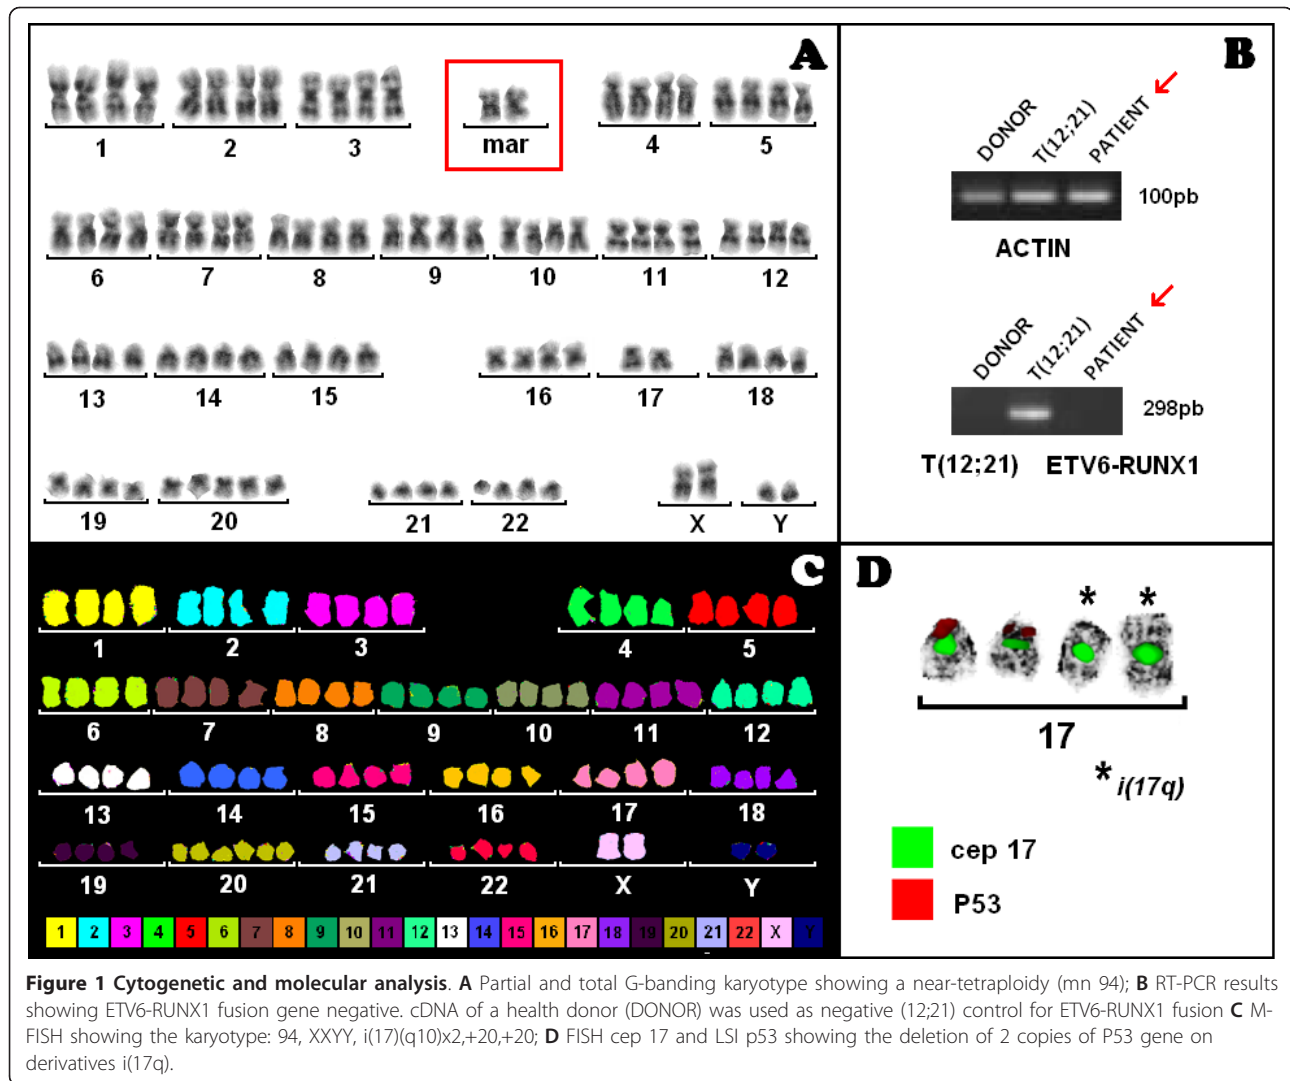 A
1 2 3 mar 4 5
6 7 8 9 10 11 12
13 14 15 16 17 18
19 20 21 22 X Y
B
DONOR T(12;21) PATIENT
100pb
ACTIN
DONOR T(12;21) PATIENT
298pb
T(12;21) ETV6-RUNX1
C
1 2 3 4 5
6 7 8 9 10 11 12
13 14 15 16 17 18
19 20 21 22 X Y
1 2 3 4 5 6 7 8 9 10 11 12 13 14 15 16 17 18 19 20 21 22 X Y
D
* *
17
* i(17q)
cep 17
P53
Figure 1 Cytogenetic and molecular analysis. A Partial and total G-banding karyotype showing a near-tetraploidy (mn 94); B RT-PCR results
showing ETV6-RUNX1 fusion gene negative. cDNA of a health donor (DONOR) was used as negative (12;21) control for ETV6-RUNX1 fusion C M-
FISH showing the karyotype: 94, XXYY, i(17)(q10)x2,+20,+20; D FISH cep 17 and LSI p53 showing the deletion of 2 copies of P53 gene on
derivatives i(17q).